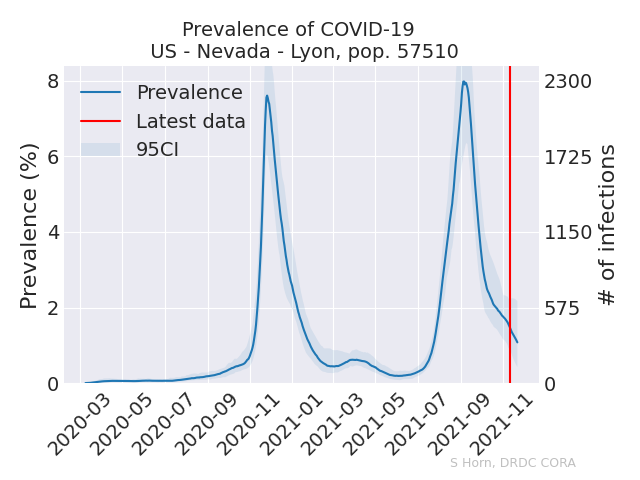 Prevalence of COVID-19
US - Nevada - Lyon, pop. 57510
Prevalence
Latest data
95CI
Prevalence (%)
8
6
4
2
0
2300
1725
1150
575
0
# of infections
2020-03
2020-05
2020-07
2020-09
2020-11
2021-01
2021-03
2021-05
2021-07
2021-09
2021-11
S Horn, DRDC CORA